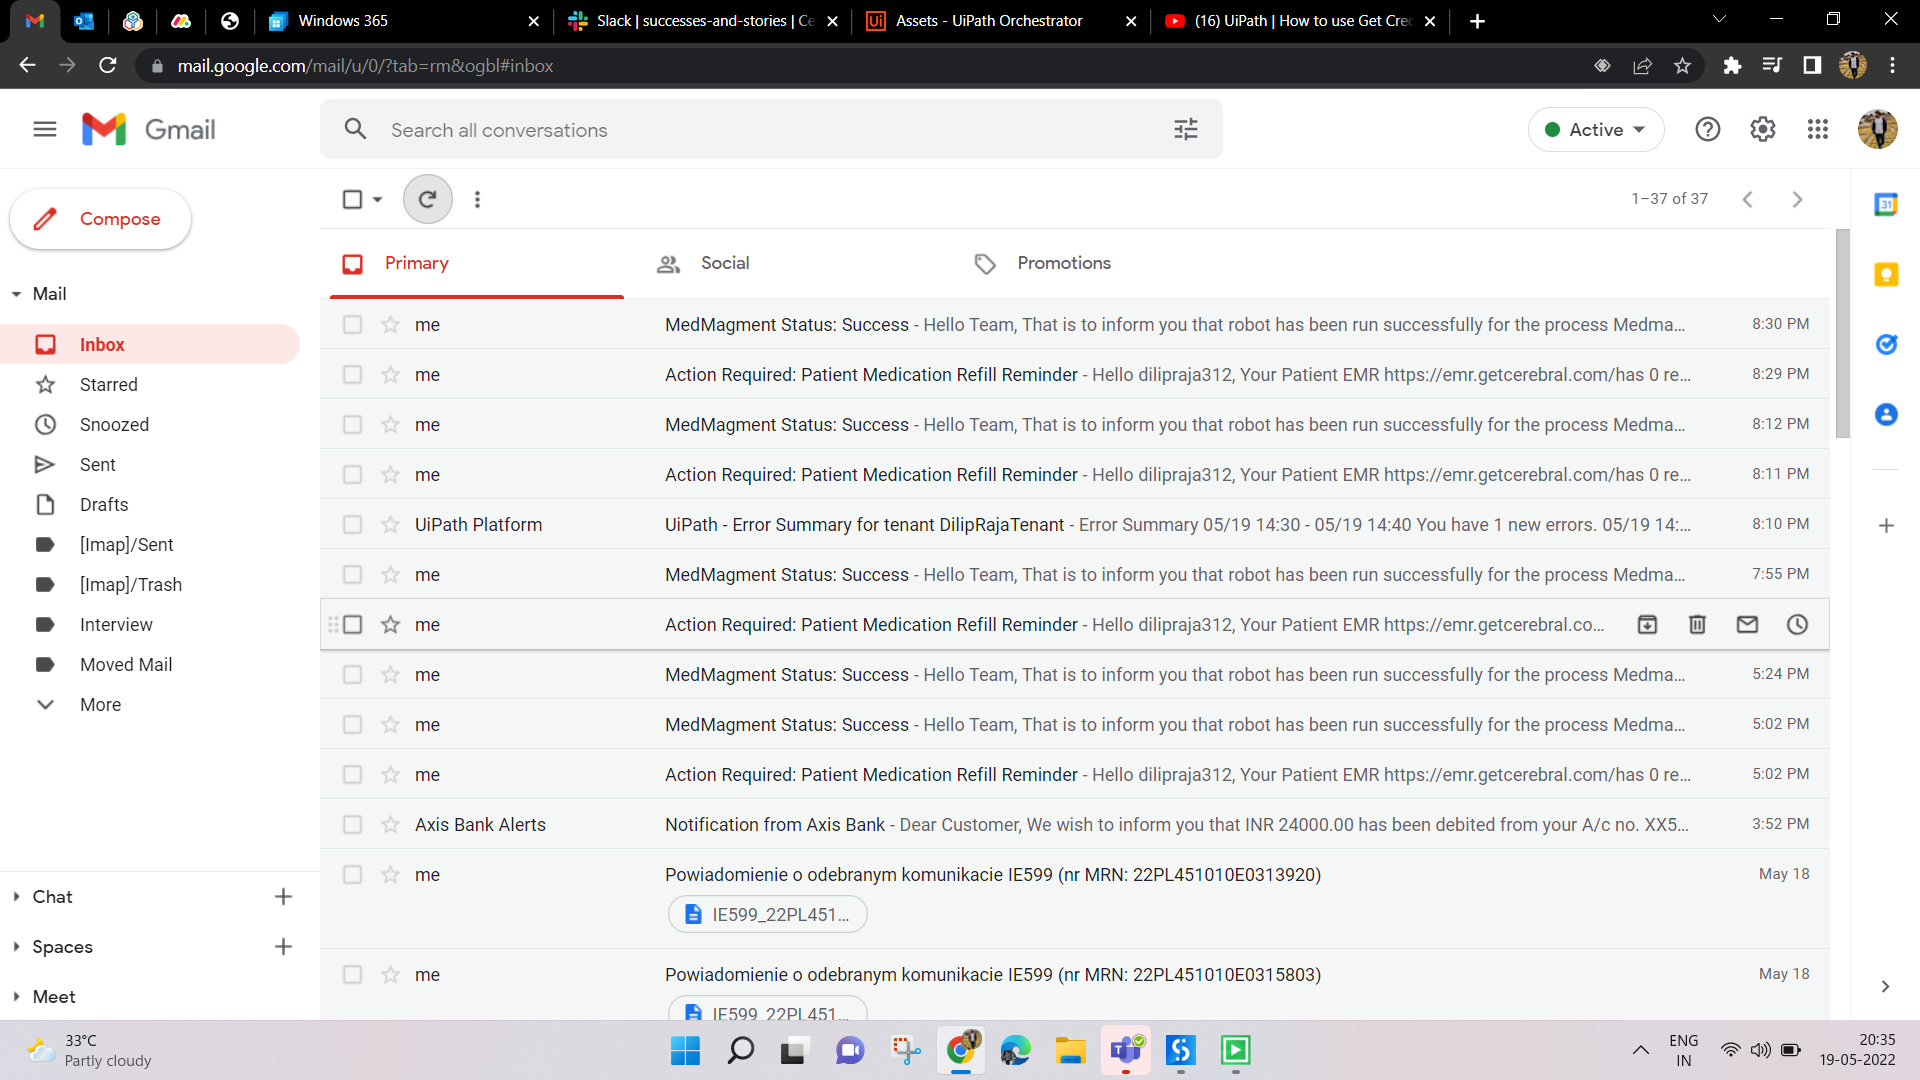 Windows 365
Slack | successes-and-stories | Ce
Assets - UiPath Orchestrator
(16) UiPath | How to use Get Cred
mail.google.com/mail/u/0/?tab=rm&ogbl#inbox
Gmail
Search all conversations
Active
Compose
1–37 of 37
Primary
Social
Promotions
Mail
Inbox
Starred
Snoozed
Sent
Drafts
[Imap]/Sent
[Imap]/Trash
Interview
Moved Mail
More
Chat
Spaces
Meet
me MedMagment Status: Success - Hello Team, That is to inform you that robot has been run successfully for the process Medma... 8:30 PM
me Action Required: Patient Medication Refill Reminder - Hello dilipraja312, Your Patient EMR https://emr.getcerebral.com/has 0 re... 8:29 PM
me MedMagment Status: Success - Hello Team, That is to inform you that robot has been run successfully for the process Medma... 8:12 PM
me Action Required: Patient Medication Refill Reminder - Hello dilipraja312, Your Patient EMR https://emr.getcerebral.com/has 0 re... 8:11 PM
UiPath Platform UiPath - Error Summary for tenant DilipRajaTenant - Error Summary 05/19 14:30 - 05/19 14:40 You have 1 new errors. 05/19 14:... 8:10 PM
me MedMagment Status: Success - Hello Team, That is to inform you that robot has been run successfully for the process Medma... 7:55 PM
me Action Required: Patient Medication Refill Reminder - Hello dilipraja312, Your Patient EMR https://emr.getcerebral.co...
me MedMagment Status: Success - Hello Team, That is to inform you that robot has been run successfully for the process Medma... 5:24 PM
me MedMagment Status: Success - Hello Team, That is to inform you that robot has been run successfully for the process Medma... 5:02 PM
me Action Required: Patient Medication Refill Reminder - Hello dilipraja312, Your Patient EMR https://emr.getcerebral.com/has 0 re... 5:02 PM
Axis Bank Alerts Notification from Axis Bank - Dear Customer, We wish to inform you that INR 24000.00 has been debited from your A/c no. XX5... 3:52 PM
me Powiadomienie o odebranym komunikacie IE599 (nr MRN: 22PL451010E0313920) May 18
IE599_22PL451...
me Powiadomienie o odebranym komunikacie IE599 (nr MRN: 22PL451010E0315803) May 18
IE599_22PL451...
31
33°C
Partly cloudy
ENG
IN
20:35
19-05-2022